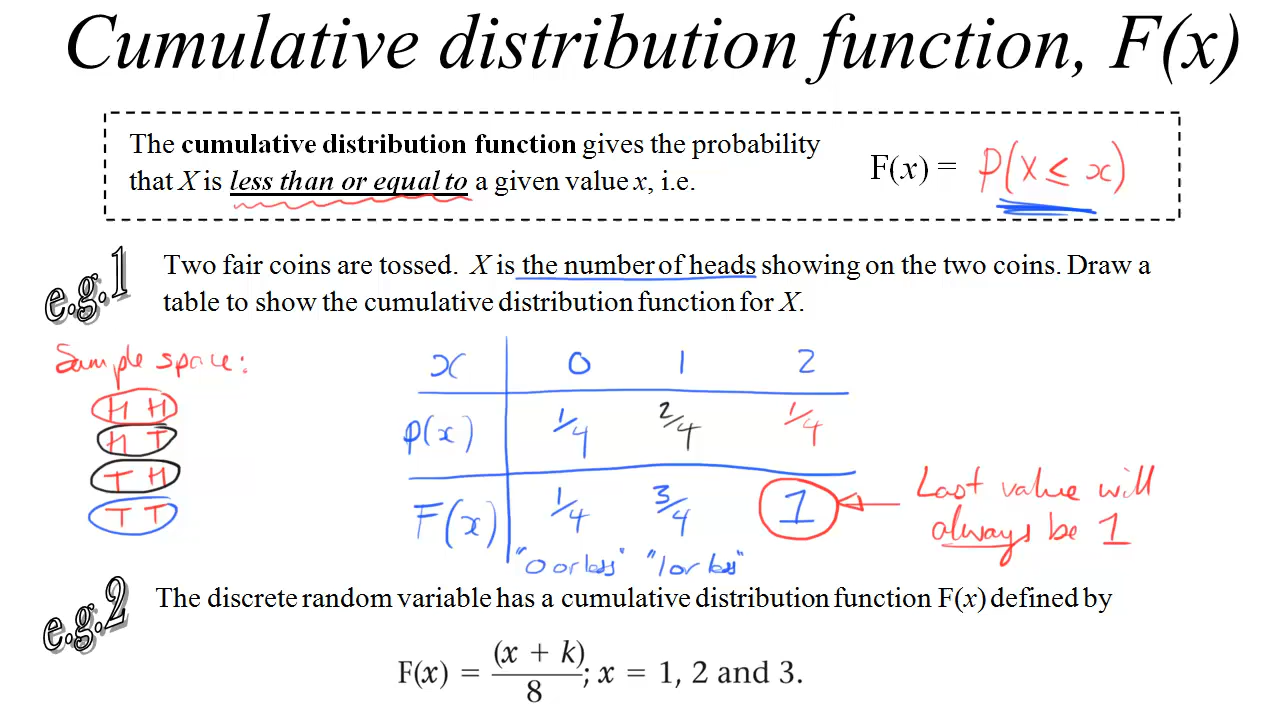 Cumulative distribution function, F(x)
The cumulative distribution function gives the probability
that X is less than or equal to a given value x, i.e.
F(x) = P(X ≤ x)
e.g.1
Two fair coins are tossed. X is the number of heads showing on the two coins. Draw a
table to show the cumulative distribution function for X.
Sample space:
H H
H T
T H
T T
x 0 1 2
p(x) 1/4 2/4 1/4
F(x) 1/4 3/4 1
"0 or less" "1 or less"
Last value will
always be 1
e.g.2
The discrete random variable has a cumulative distribution function F(x) defined by
F(x) = (x + k)/8; x = 1, 2 and 3.